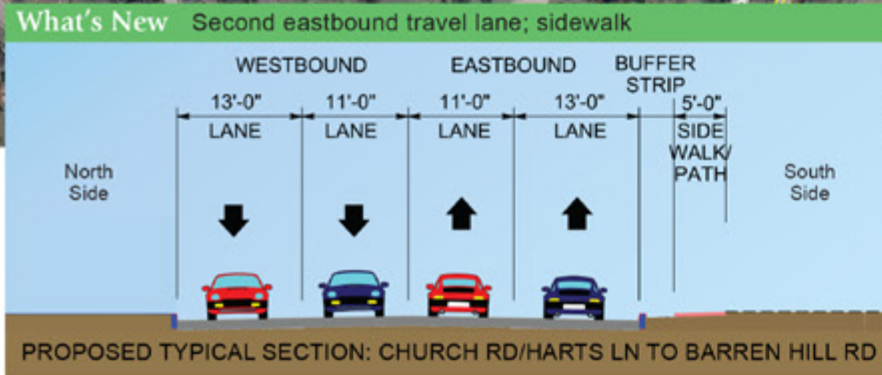 What's New Second eastbound travel lane; sidewalk
WESTBOUND EASTBOUND BUFFER
STRIP
13'-0" 11'-0" 11'-0" 13'-0" 5'-0"
LANE LANE LANE LANE SIDE
WALK/
PATH
North
Side
South
Side
PROPOSED TYPICAL SECTION: CHURCH RD/HARTS LN TO BARREN HILL RD